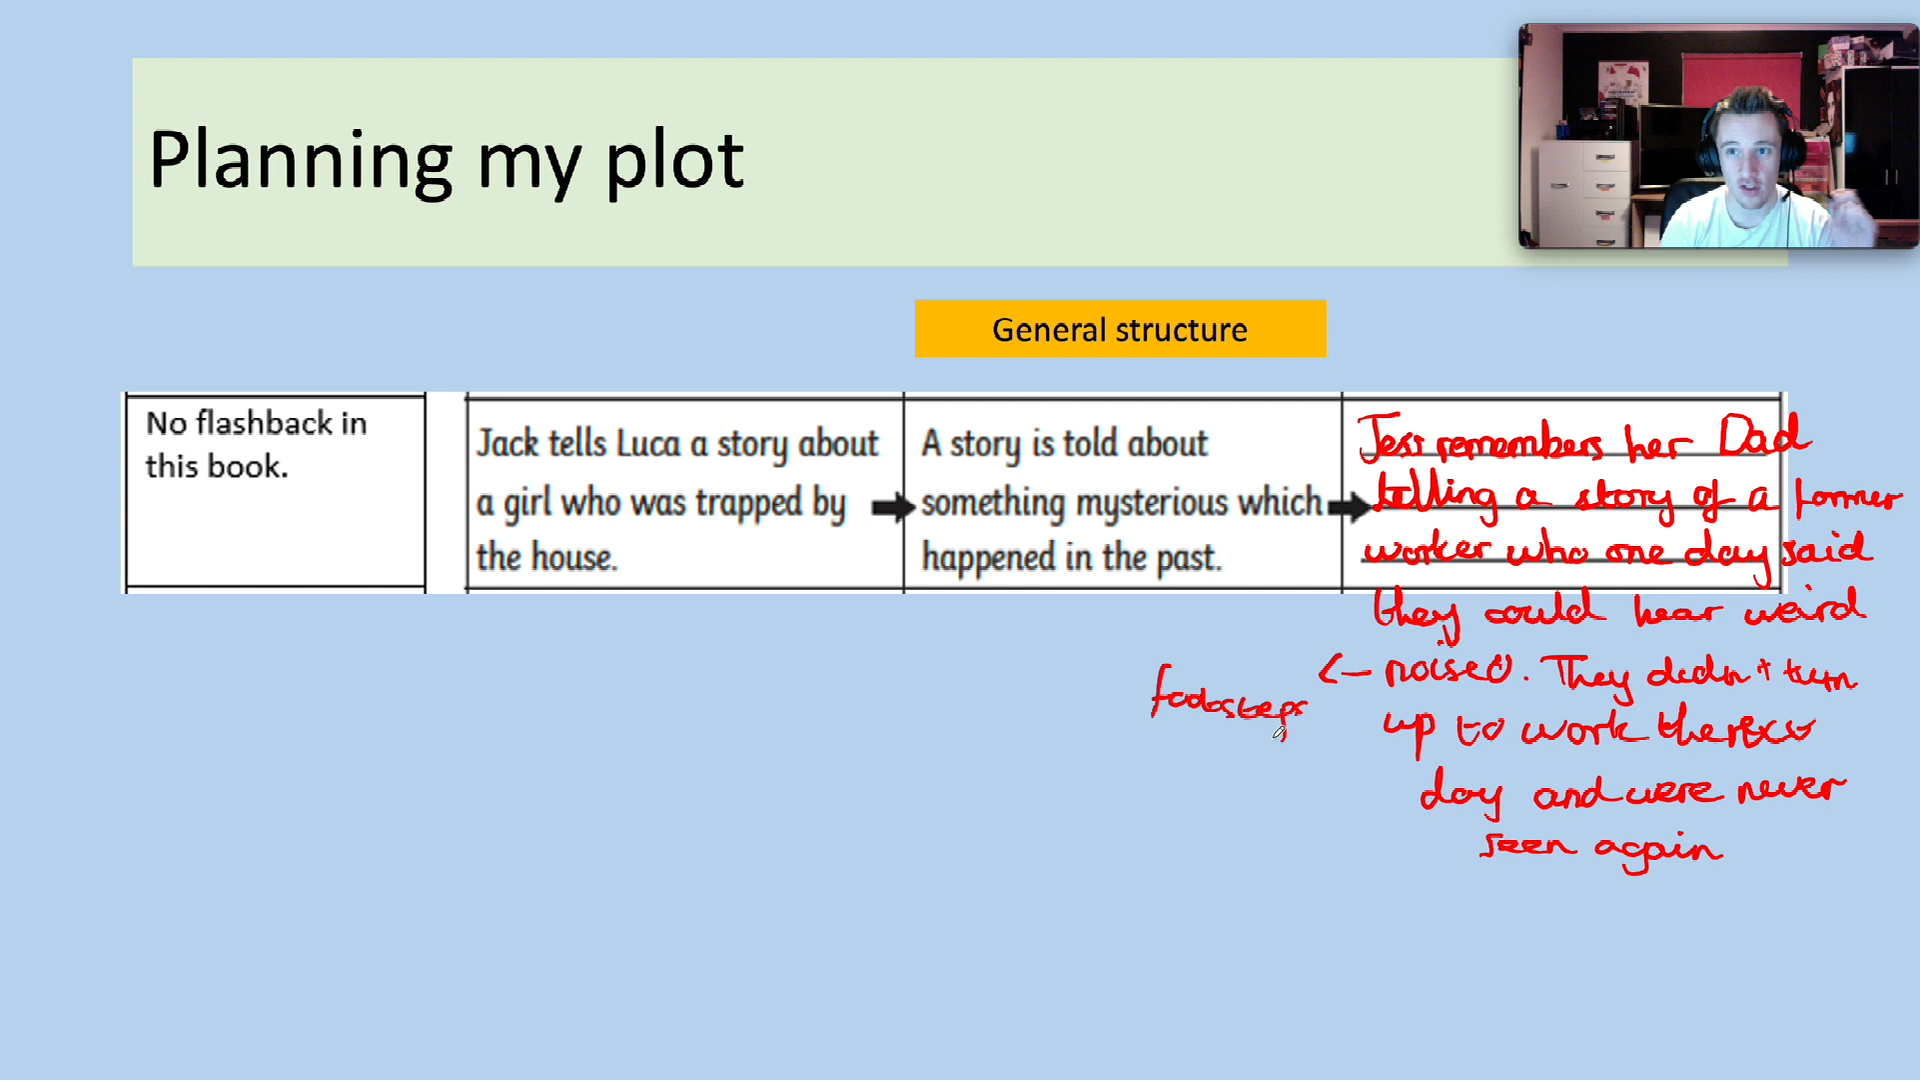 Planning my plot
General structure
No flashback in
this book.
Jack tells Luca a story about
a girl who was trapped by
the house.
A story is told about
something mysterious which
happened in the past.
Jess remembers her Dad
telling a story of a former
worker who one day said
they could hear weird
<- noises. They didn't turn
up to work the next
day and were never
seen again
footsteps,